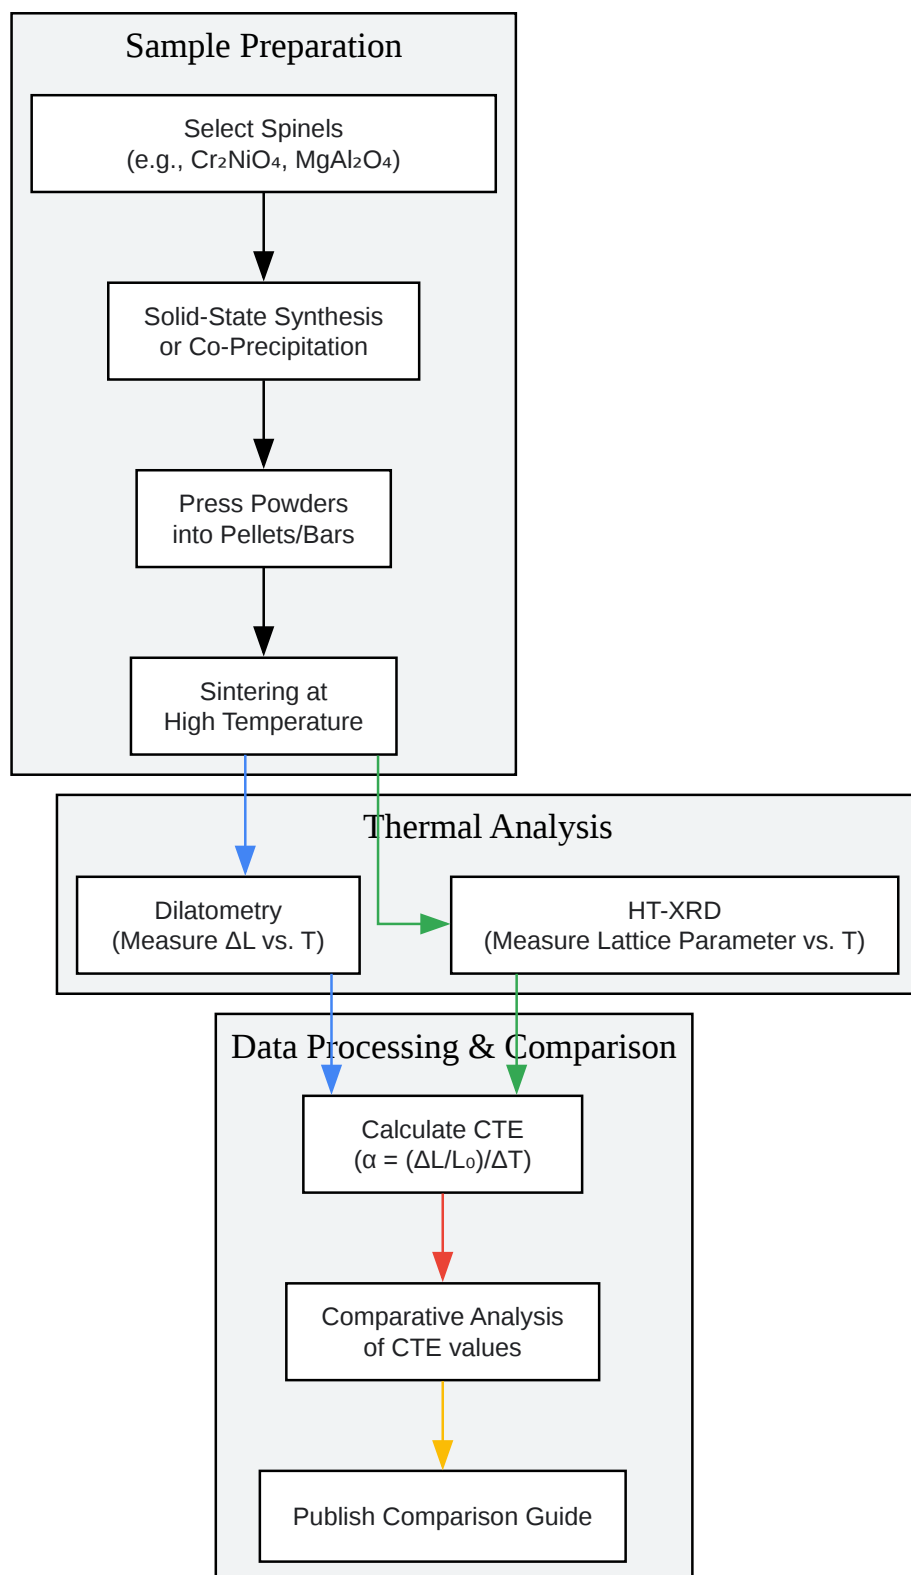 Sample Preparation
Select Spinels
(e.g., Cr₂NiO₄, MgAl₂O₄)
Solid-State Synthesis
or Co-Precipitation
Press Powders
into Pellets/Bars
Sintering at
High Temperature
Thermal Analysis
Dilatometry
(Measure ΔL vs. T)
HT-XRD
(Measure Lattice Parameter vs. T)
Data Processing & Comparison
Calculate CTE
(α = (ΔL/L₀)/ΔT)
Comparative Analysis
of CTE values
Publish Comparison Guide